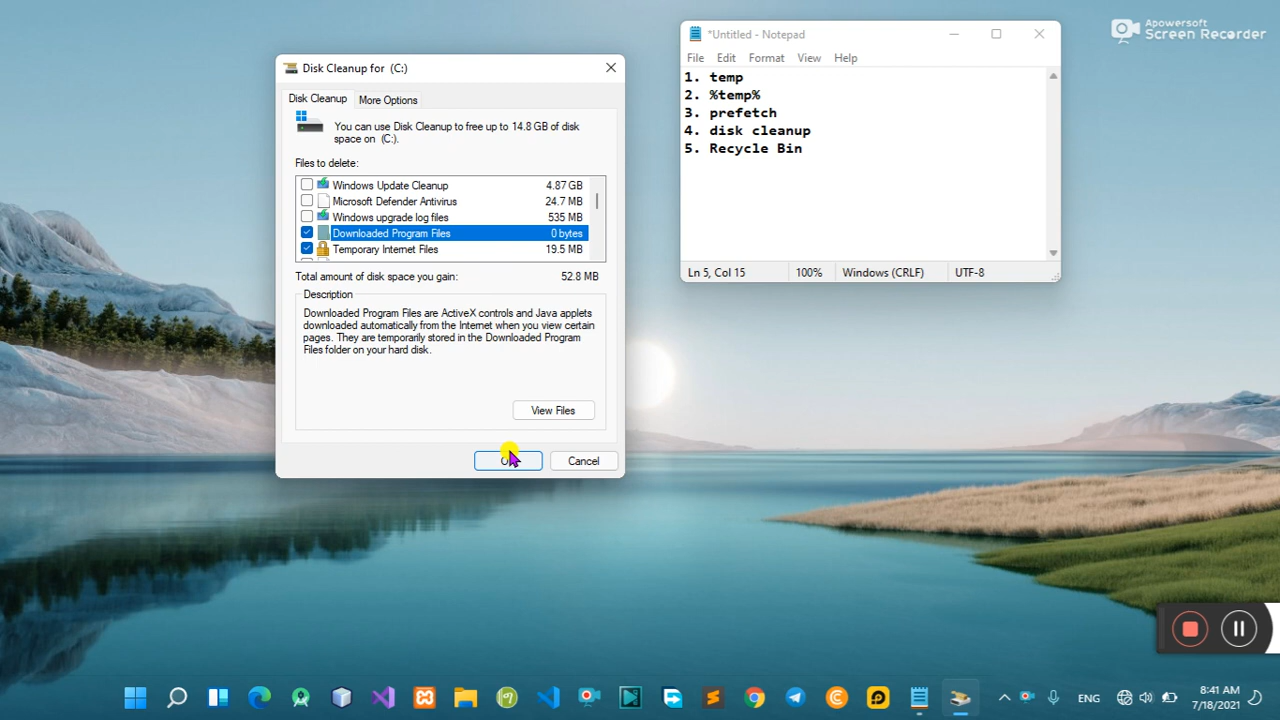 Disk Cleanup for (C:)
Disk Cleanup
More Options
You can use Disk Cleanup to free up to 14.8 GB of disk
space on (C:).
Files to delete:
Windows Update Cleanup 4.87 GB
Microsoft Defender Antivirus 24.7 MB
Windows upgrade log files 535 MB
Downloaded Program Files 0 bytes
Temporary Internet Files 19.5 MB
Total amount of disk space you gain: 52.8 MB
Description
Downloaded Program Files are ActiveX controls and Java applets
downloaded automatically from the Internet when you view certain
pages. They are temporarily stored in the Downloaded Program
Files folder on your hard disk.
View Files
Cancel
*Untitled - Notepad
File Edit Format View Help
1. temp
2. %temp%
3. prefetch
4. disk cleanup
5. Recycle Bin
Ln 5, Col 15 100% Windows (CRLF) UTF-8
Apowersoft
Screen Recorder
ENG
8:41 AM
7/18/2021